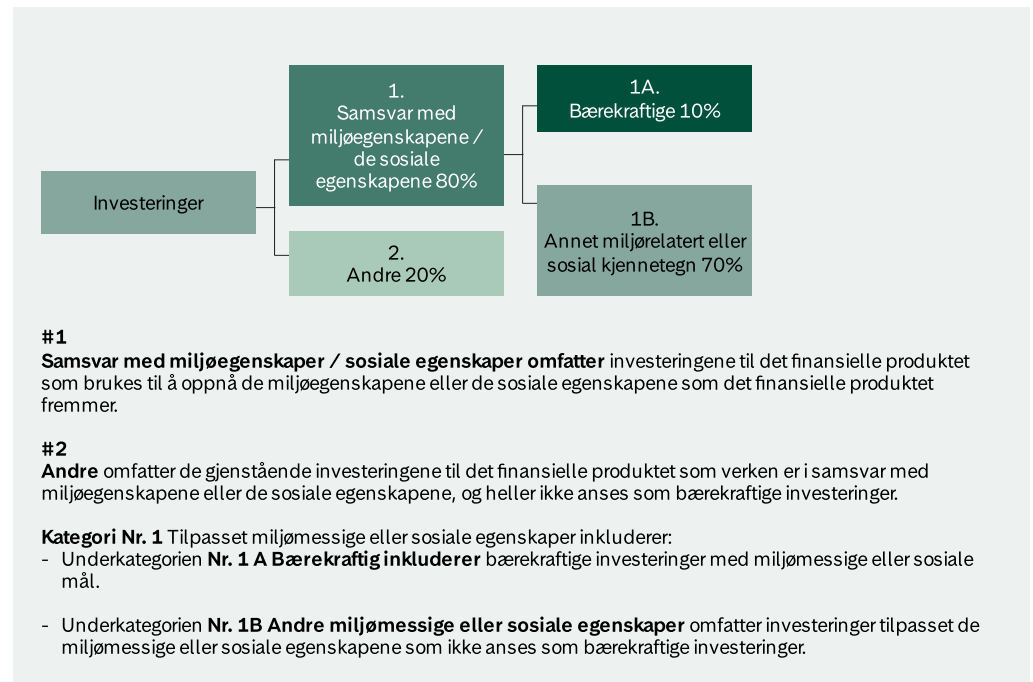 Investeringer
1.
Samsvar med
miljøegenskapene /
de sosiale
egenskapene 80%
2.
Andre 20%
1A.
Bærekraftige 10%
1B.
Annet miljørelatert eller
sosial kjennetegn 70%
#1
Samsvar med miljøegenskaper / sosiale egenskaper omfatter investeringene til det finansielle produktet
som brukes til å oppnå de miljøegenskapene eller de sosiale egenskapene som det finansielle produktet
fremmer.
#2
Andre omfatter de gjenstående investeringene til det finansielle produktet som verken er i samsvar med
miljøegenskapene eller de sosiale egenskapene, og heller ikke anses som bærekraftige investeringer.
Kategori Nr. 1 Tilpasset miljømessige eller sosiale egenskaper inkluderer:
- Underkategorien Nr. 1 A Bærekraftig inkluderer bærekraftige investeringer med miljømessige eller sosiale
mål.
- Underkategorien Nr. 1B Andre miljømessige eller sosiale egenskaper omfatter investeringer tilpasset de
miljømessige eller sosiale egenskapene som ikke anses som bærekraftige investeringer.